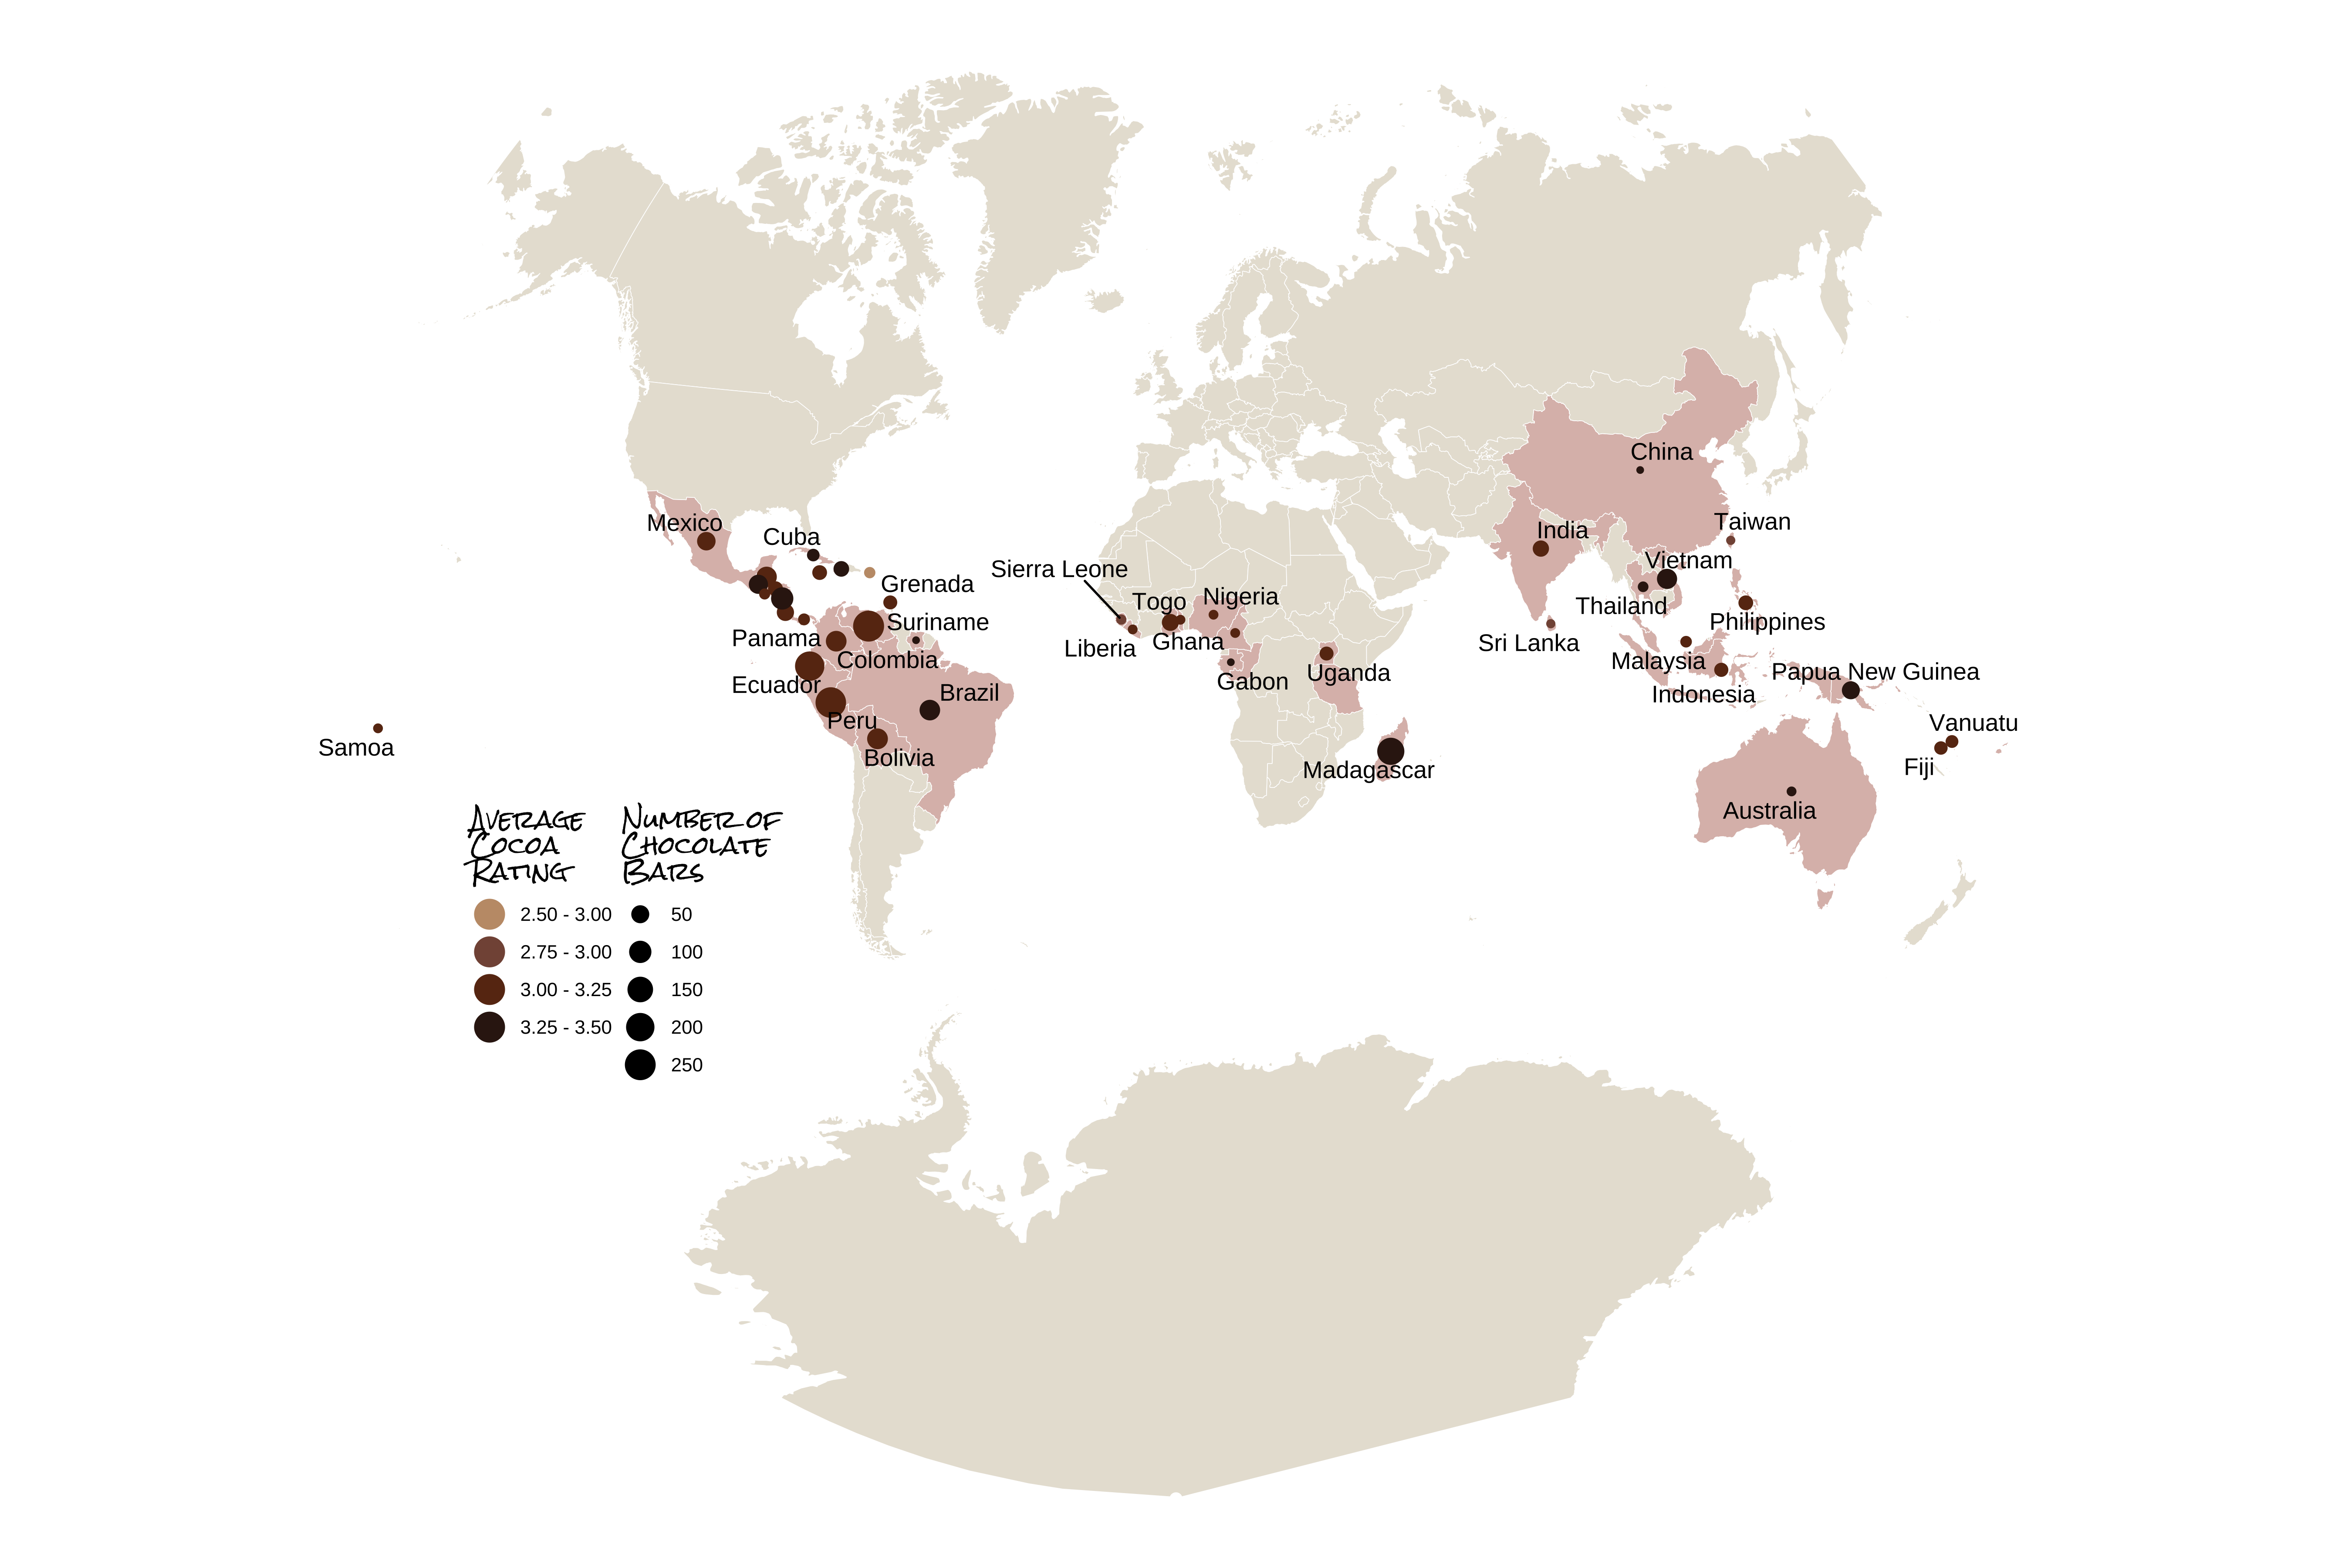 China
Mexico
Taiwan
India
Cuba
Vietnam
Sierra Leone
Grenada
Nigeria
Togo
Thailand
Suriname
Philippines
Panama
Ghana
Sri Lanka
Liberia
Colombia
Malaysia
Papua New Guinea
Uganda
Gabon
Ecuador
Brazil
Indonesia
Peru
Vanuatu
Samoa
Bolivia
Fiji
Madagascar
Australia
Average
Cocoa
Rating
2.50 - 3.00
2.75 - 3.00
3.00 - 3.25
3.25 - 3.50
Number of
Chocolate
Bars
50
100
150
200
250